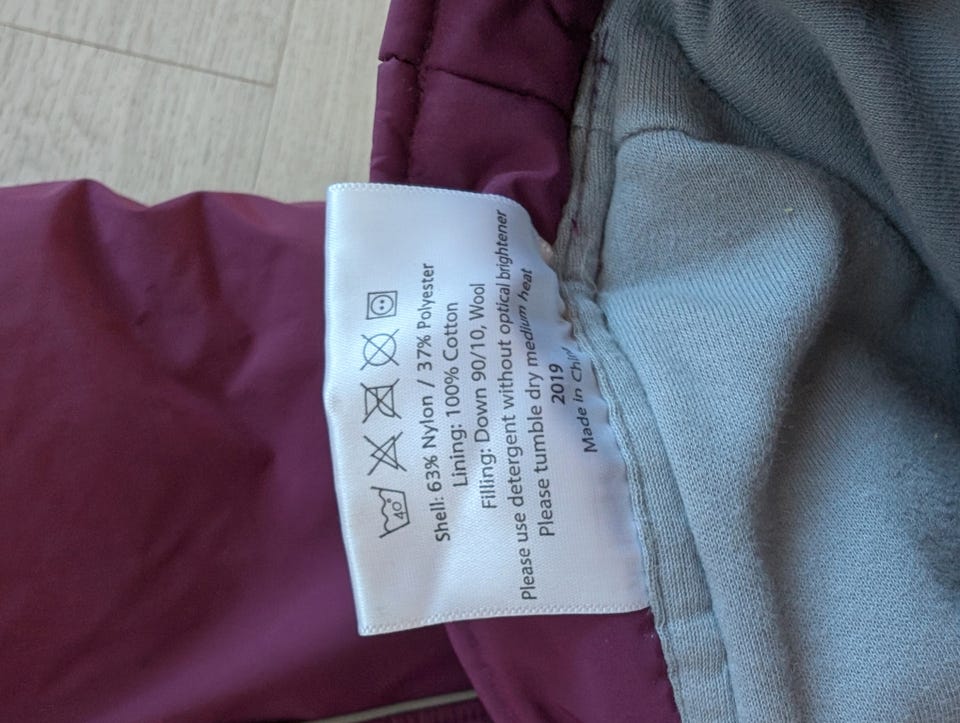 40°
Shell: 63% Nylon / 37% Polyester
Lining: 100% Cotton
Filling: Down 90/10, Wool
Please use detergent without optical brightener
Please tumble dry medium heat
2019
Made in China